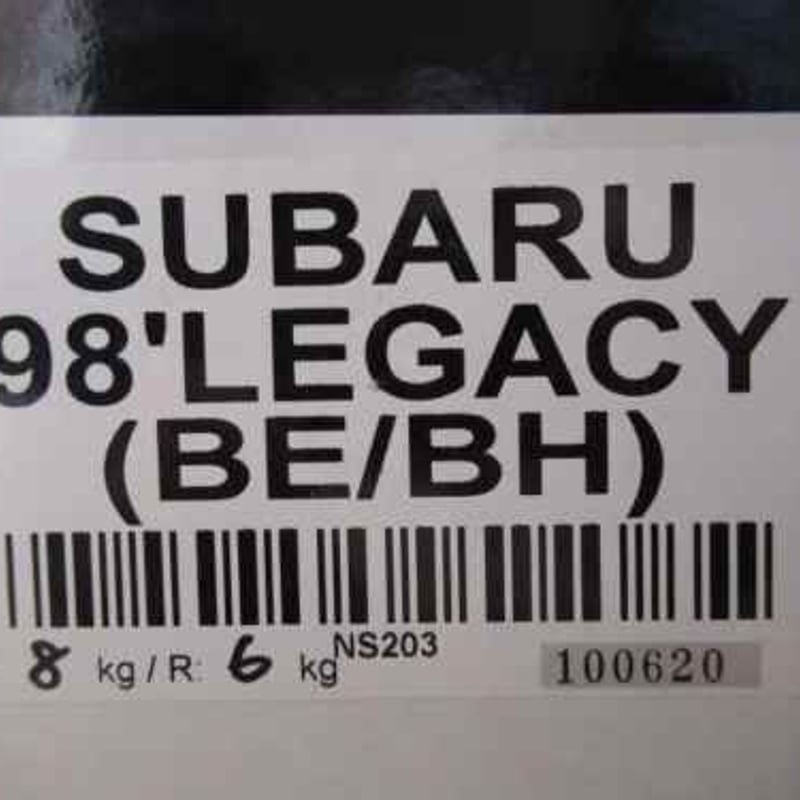 SUBARU
98'LEGACY
(BE/BH)
8 kg / R: 6 kg NS203 100620